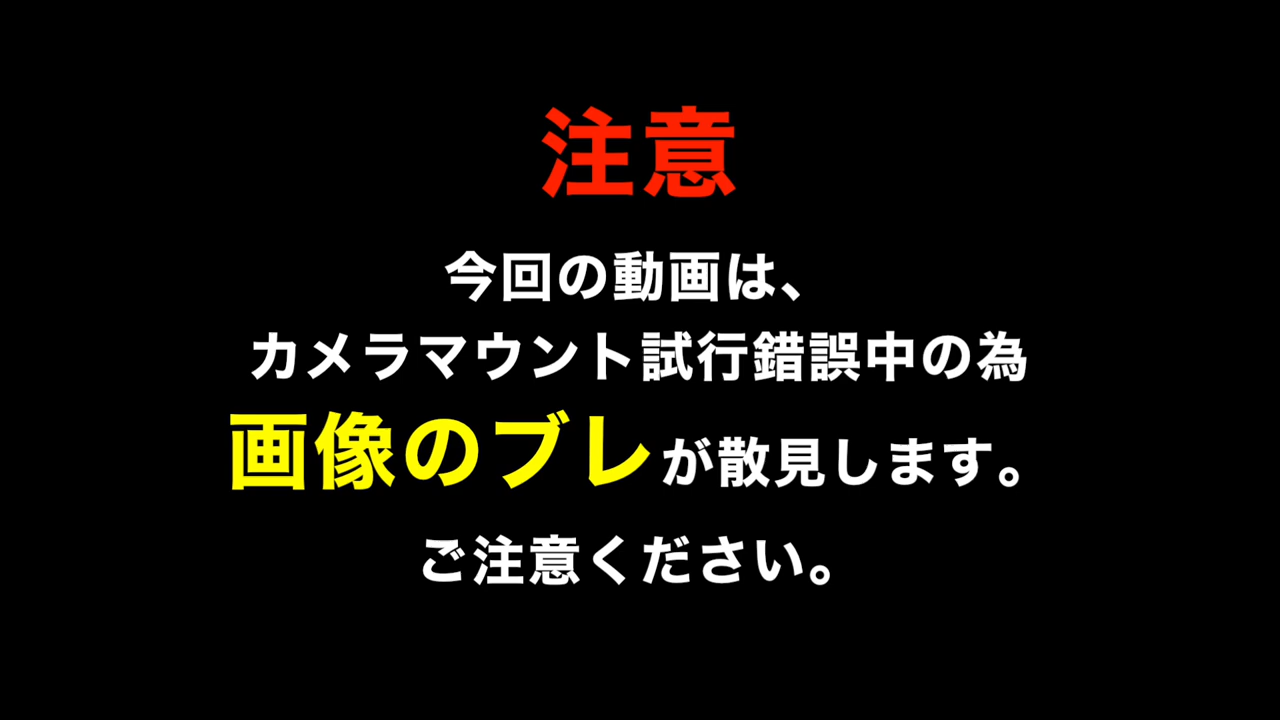 注意
今回の動画は、
カメラマウント試行錯誤中の為
画像のブレが散見します。
ご注意ください。